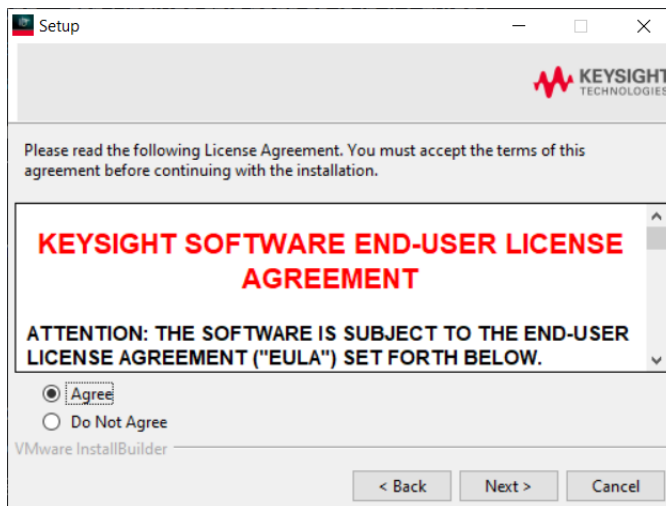 Setup
KEYSIGHT
TECHNOLOGIES
Please read the following License Agreement. You must accept the terms of this
agreement before continuing with the installation.
KEYSIGHT SOFTWARE END-USER LICENSE
AGREEMENT
ATTENTION: THE SOFTWARE IS SUBJECT TO THE END-USER
LICENSE AGREEMENT ("EULA") SET FORTH BELOW.
Agree
Do Not Agree
VMware InstallBuilder
< Back
Next >
Cancel